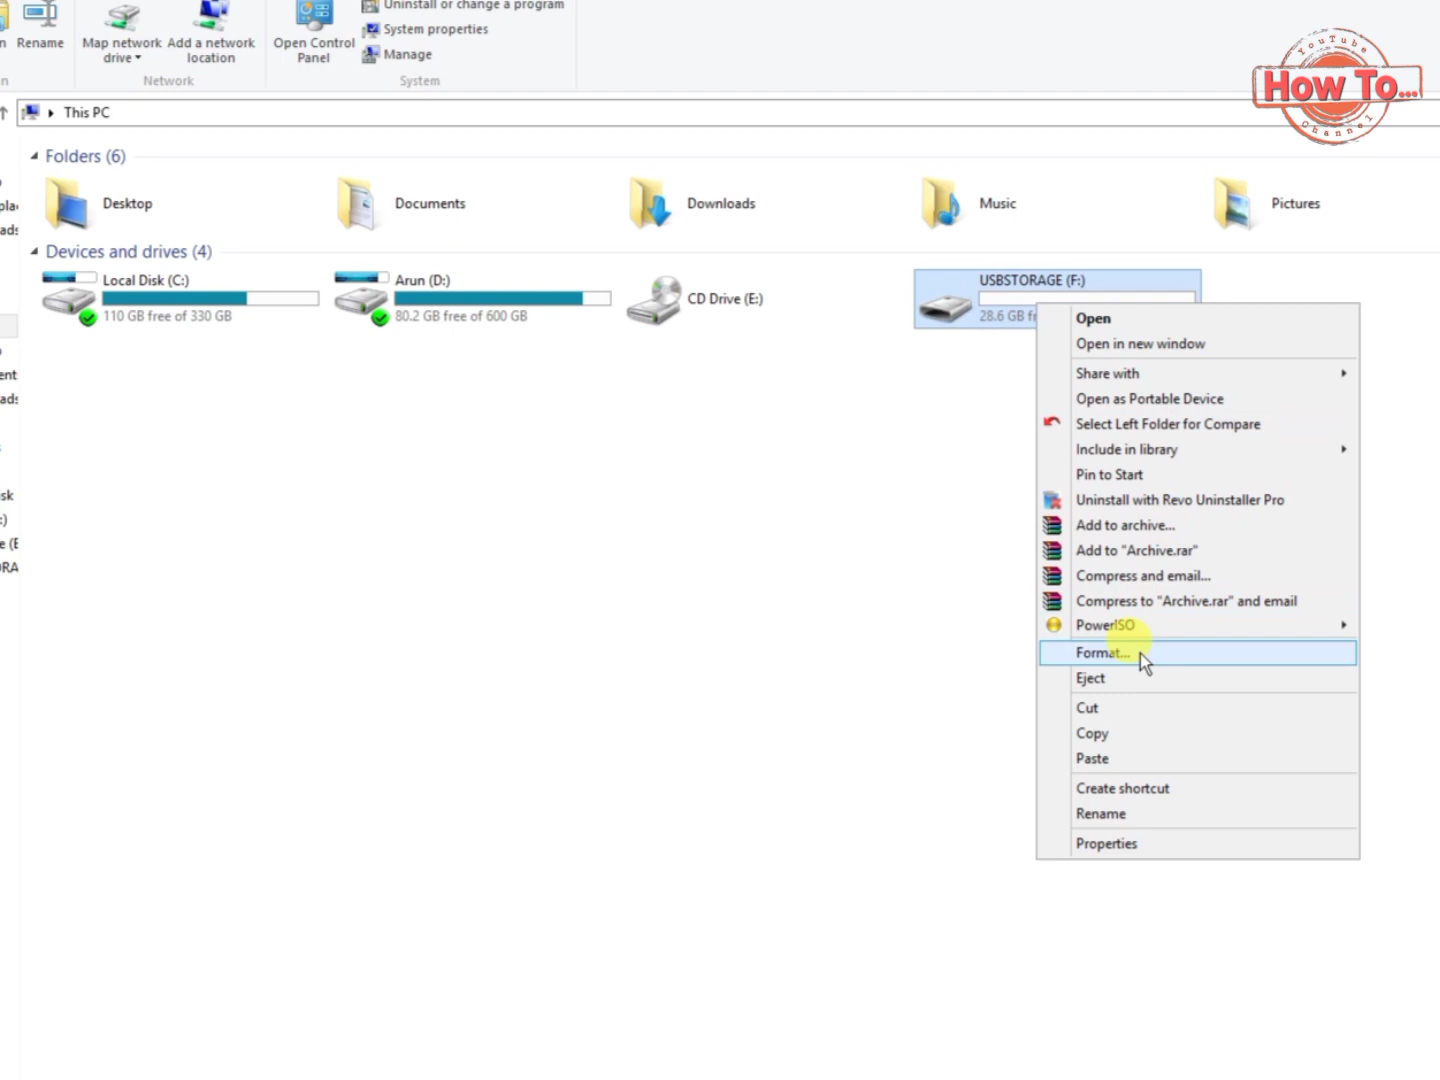 Uninstall or change a program
Rename
Map network drive
Add a network location
Open Control Panel
System properties
Manage
Network
System
YouTube
How To...
Channel
This PC
Folders (6)
Desktop
Documents
Downloads
Music
Pictures
Devices and drives (4)
Local Disk (C:)
110 GB free of 330 GB
Arun (D:)
80.2 GB free of 600 GB
CD Drive (E:)
USBSTORAGE (F:)
28.6 GB
Open
Open in new window
Share with
Open as Portable Device
Select Left Folder for Compare
Include in library
Pin to Start
Uninstall with Revo Uninstaller Pro
Add to archive...
Add to "Archive.rar"
Compress and email...
Compress to "Archive.rar" and email
PowerISO
Format...
Eject
Cut
Copy
Paste
Create shortcut
Rename
Properties